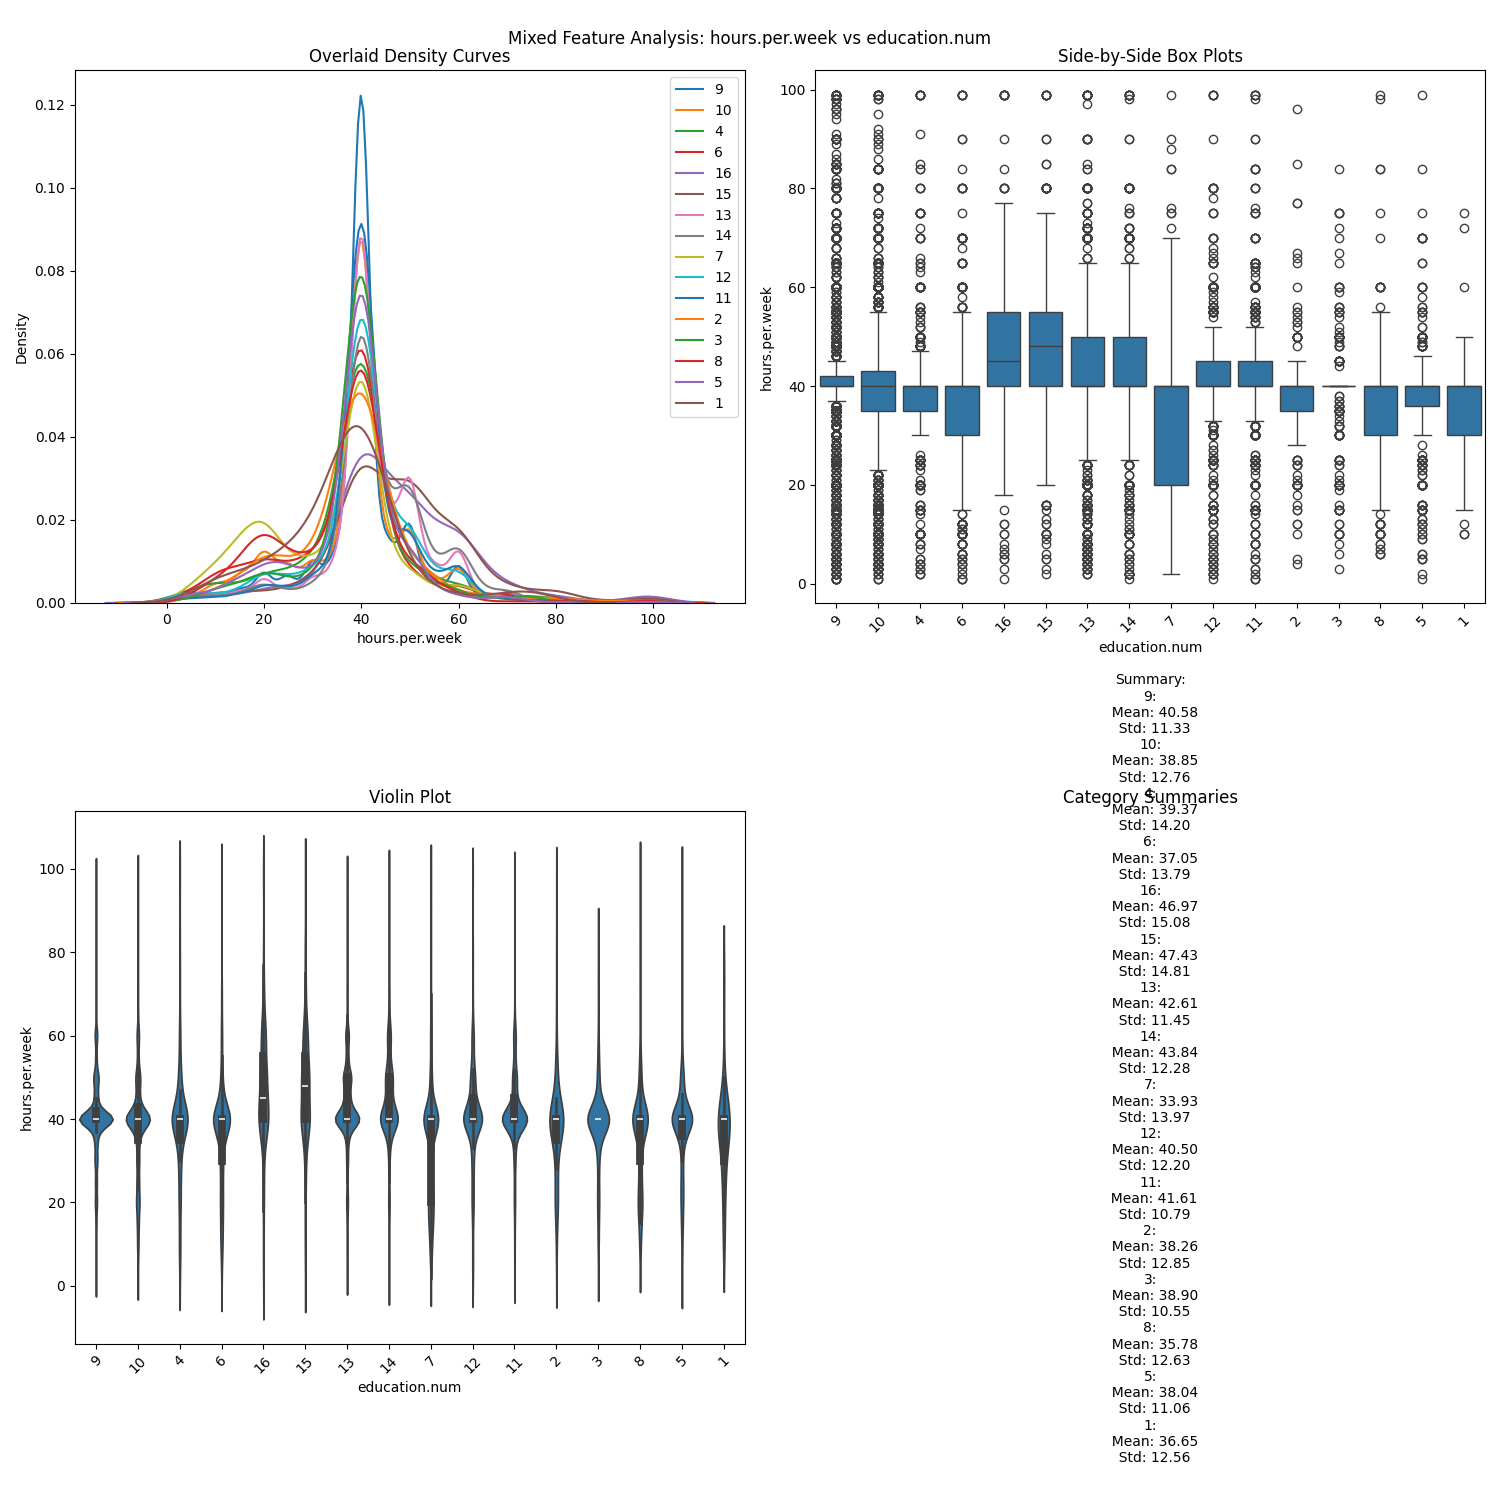 Mixed Feature Analysis: hours.per.week vs education.num
Overlaid Density Curves
Density
0.12
0.10
0.08
0.06
0.04
0.02
0.00
0 20 40 60 80 100
hours.per.week
9
10
4
6
16
15
13
14
7
12
11
2
3
8
5
1
Side-by-Side Box Plots
hours.per.week
100
80
60
40
20
0
9 10 4 6 16 15 13 14 7 12 11 2 3 8 5 1
education.num
Violin Plot
hours.per.week
100
80
60
40
20
0
9 10 4 6 16 15 13 14 7 12 11 2 3 8 5 1
education.num
Category Summaries
Summary:
9:
Mean: 40.58
Std: 11.33
10:
Mean: 38.85
Std: 12.76
4:
Mean: 39.37
Std: 14.20
6:
Mean: 37.05
Std: 13.79
16:
Mean: 46.97
Std: 15.08
15:
Mean: 47.43
Std: 14.81
13:
Mean: 42.61
Std: 11.45
14:
Mean: 43.84
Std: 12.28
7:
Mean: 33.93
Std: 13.97
12:
Mean: 40.50
Std: 12.20
11:
Mean: 41.61
Std: 10.79
2:
Mean: 38.26
Std: 12.85
3:
Mean: 38.90
Std: 10.55
8:
Mean: 35.78
Std: 12.63
5:
Mean: 38.04
Std: 11.06
1:
Mean: 36.65
Std: 12.56